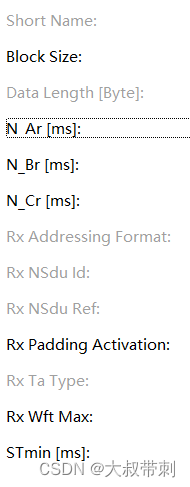 Short Name:
Block Size:
Data Length [Byte]:
N_Ar [ms]:
N_Br [ms]:
N_Cr [ms]:
Rx Addressing Format:
Rx NSdu Id:
Rx NSdu Ref:
Rx Padding Activation:
Rx Ta Type:
Rx Wft Max:
STmin [ms]:
CSDN @大叔带刺